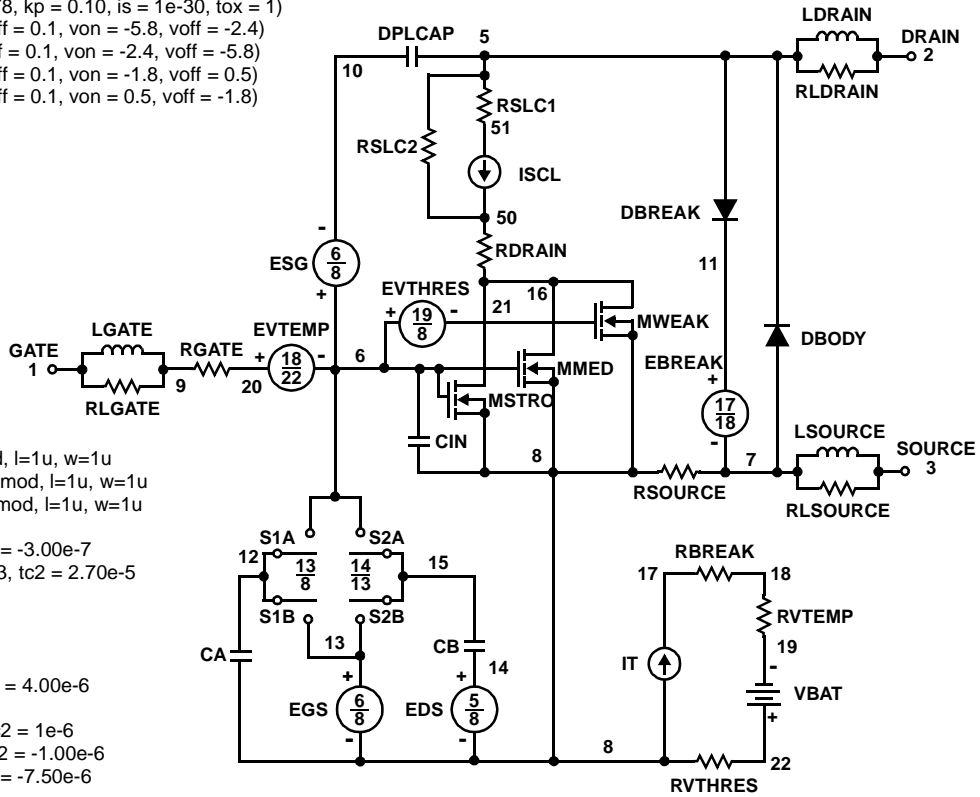 78, kp = 0.10, is = 1e-30, tox = 1)
ff = 0.1, von = -5.8, voff = -2.4)
f = 0.1, von = -2.4, voff = -5.8)
ff = 0.1, von = -1.8, voff = 0.5)
ff = 0.1, von = 0.5, voff = -1.8)
DPLCAP
5
10
LDRAIN
DRAIN
2
RLDRAIN
RSLC1
51
RSLC2
ISCL
50
RDRAIN
DBREAK
11
ESG
-
6
8
+
EVTHRES
+
19
8
-
21
16
MWEAK
DBODY
GATE
1
LGATE
RLGATE
9
RGATE
20
EVTEMP
+
18
22
-
6
MMED
MSTRO
CIN
EBREAK
+
17
18
-
8
RSOURCE
7
LSOURCE
SOURCE
3
RLSOURCE
d, l=1u, w=1u
mod, l=1u, w=1u
mod, l=1u, w=1u
= -3.00e-7
3, tc2 = 2.70e-5
= 4.00e-6
c2 = 1e-6
2 = -1.00e-6
= -7.50e-6
S1A
S2A
12
13
8
14
13
15
S1B
S2B
13
CA
CB
14
EGS
+
6
8
-
EDS
+
5
8
-
8
RBREAK
17
18
RVTEMP
19
IT
-
VBAT
+
22
RVTHRES